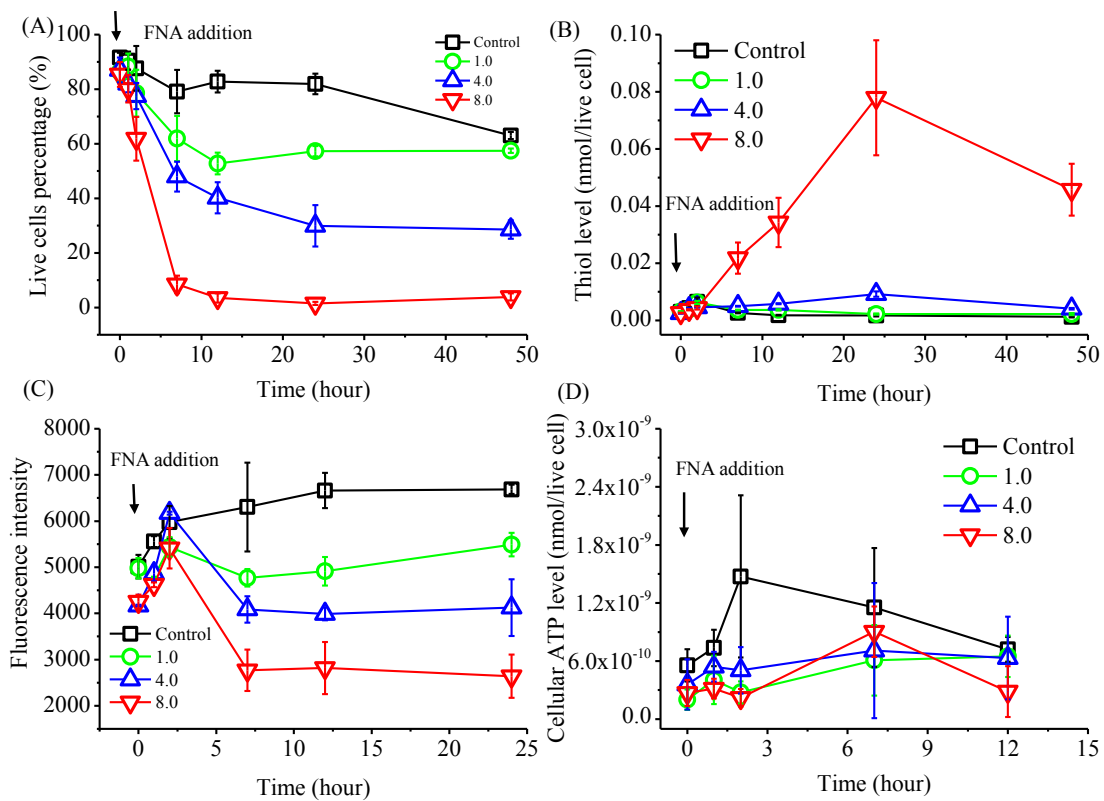 (A)
FNA addition
Control
1.0
4.0
8.0
100
80
60
40
20
0
Live cells percentage (%)
0 10 20 30 40 50
Time (hour)
(B)
Control
1.0
4.0
8.0
FNA addition
0.10
0.08
0.06
0.04
0.02
0.00
Thiol level (nmol/live cell)
0 10 20 30 40 50
Time (hour)
(C)
FNA addition
8000
7000
6000
5000
4000
3000
2000
Fluorescence intensity
Control
1.0
4.0
8.0
0 5 10 15 20 25
Time (hour)
(D)
FNA addition
Control
1.0
4.0
8.0
3.0x10⁻⁹
2.4x10⁻⁹
1.8x10⁻⁹
1.2x10⁻⁹
6.0x10⁻¹⁰
0.0
Cellular ATP level (nmol/live cell)
0 3 6 9 12 15
Time (hour)